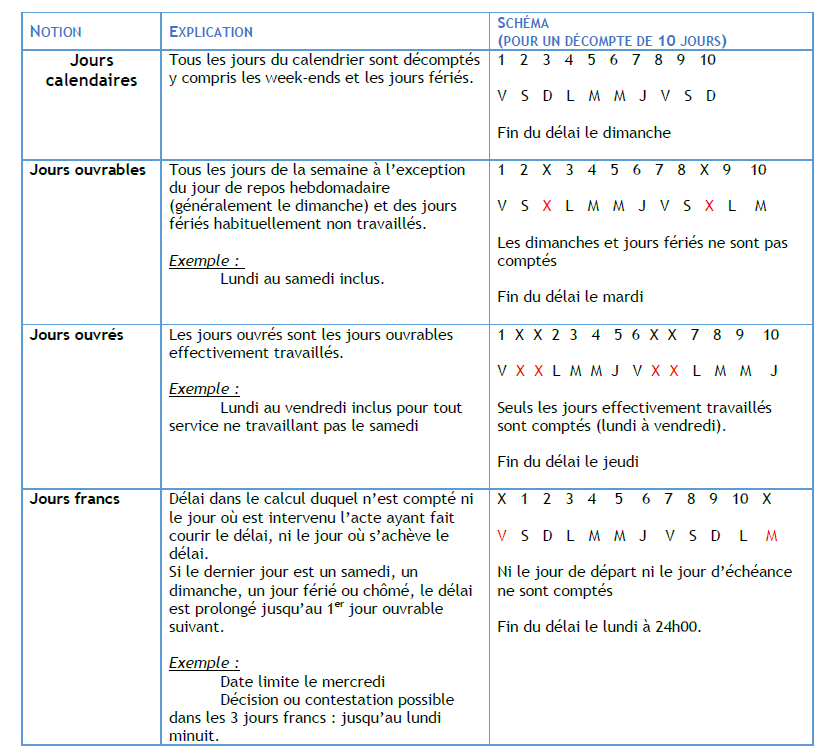 NOTION
EXPLICATION
SCHÉMA
(POUR UN DÉCOMPTE DE 10 JOURS)
Jours
calendaires
Tous les jours du calendrier sont décomptés
y compris les week-ends et les jours fériés.
1 2 3 4 5 6 7 8 9 10
V S D L M M J V S D
Fin du délai le dimanche
Jours ouvrables
Tous les jours de la semaine à l’exception
du jour de repos hebdomadaire
(généralement le dimanche) et des jours
fériés habituellement non travaillés.
Exemple :
Lundi au samedi inclus.
1 2 X 3 4 5 6 7 8 X 9 10
V S X L M M J V S X L M
Les dimanches et jours fériés ne sont pas
comptés
Fin du délai le mardi
Jours ouvrés
Les jours ouvrés sont les jours ouvrables
effectivement travaillés.
Exemple :
Lundi au vendredi inclus pour tout
service ne travaillant pas le samedi
1 X X 2 3 4 5 6 X X 7 8 9 10
V X X L M M J V X X L M M J
Seuls les jours effectivement travaillés
sont comptés (lundi à vendredi).
Fin du délai le jeudi
Jours francs
Délai dans le calcul duquel n’est compté ni
le jour où est intervenu l’acte ayant fait
courir le délai, ni le jour où s’achève le
délai.
Si le dernier jour est un samedi, un
dimanche, un jour férié ou chômé, le délai
est prolongé jusqu’au 1er jour ouvrable
suivant.
Exemple :
Date limite le mercredi
Décision ou contestation possible
dans les 3 jours francs : jusqu’au lundi
minuit.
X 1 2 3 4 5 6 7 8 9 10 X
V S D L M M J V S D L M
Ni le jour de départ ni le jour d’échéance
ne sont comptés
Fin du délai le lundi à 24h00.